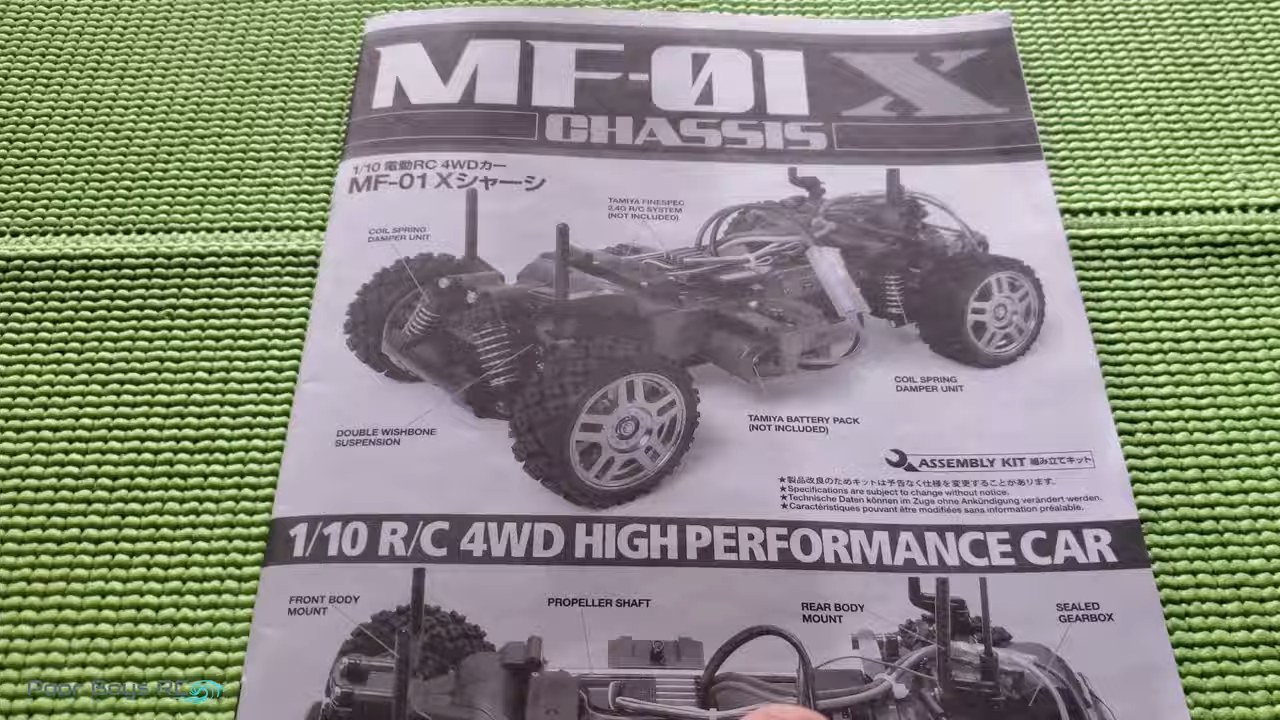 MF-01 X
CHASSIS
1/10 電動RC 4WDカー
MF-01 Xシャーシ
COIL SPRING
DAMPER UNIT
TAMIYA FINESPEC
2.4G R/C SYSTEM
(NOT INCLUDED)
COIL SPRING
DAMPER UNIT
DOUBLE WISHBONE
SUSPENSION
TAMIYA BATTERY PACK
(NOT INCLUDED)
ASSEMBLY KIT 組み立てキット
★製品改良のためキットは予告なく仕様を変更することがあります。
★Specifications are subject to change without notice.
★Technische Daten können im Zuge ohne Ankündigung verändert werden.
★Caractéristiques pouvant être modifiées sans information préalable.
1/10 R/C 4WD HIGH PERFORMANCE CAR
FRONT BODY
MOUNT
PROPELLER SHAFT
REAR BODY
MOUNT
SEALED
GEARBOX
Poor Boys RC